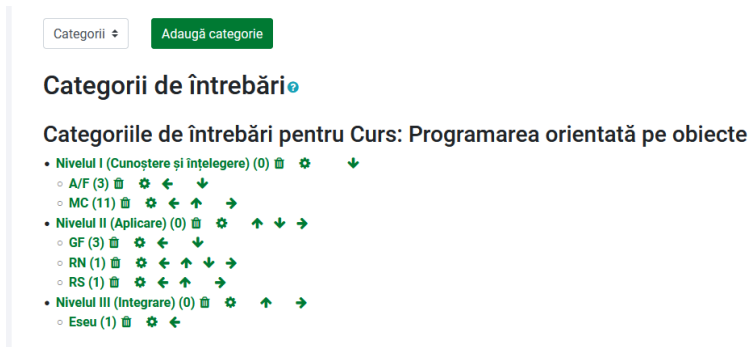 Categorii
Adaugă categorie
Categorii de întrebări
Categoriile de întrebări pentru Curs: Programarea orientată pe obiecte
Nivelul I (Cunoștere și înțelegere) (0)
A/F (3)
MC (11)
Nivelul II (Aplicare) (0)
GF (3)
RN (1)
RS (1)
Nivelul III (Integrare) (0)
Eseu (1)